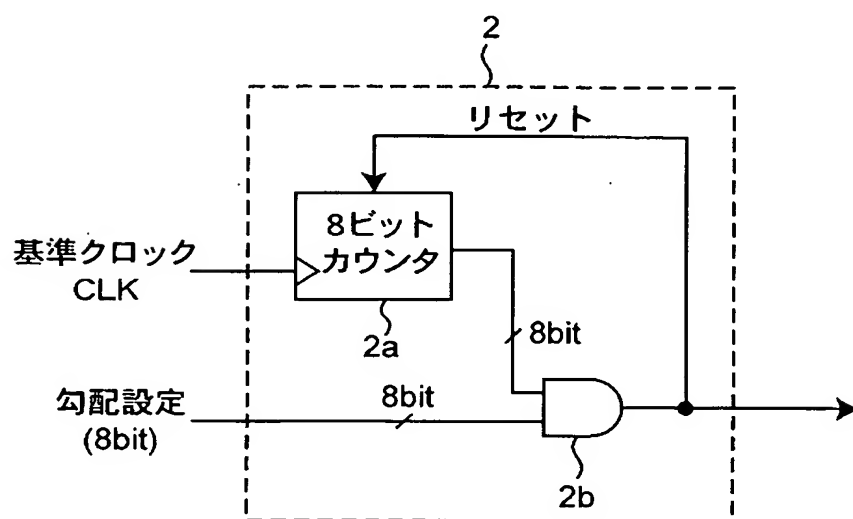 2
リセット
8ビット
カウンタ
基準クロック
CLK
2a
8bit
勾配設定
(8bit)
8bit
2b